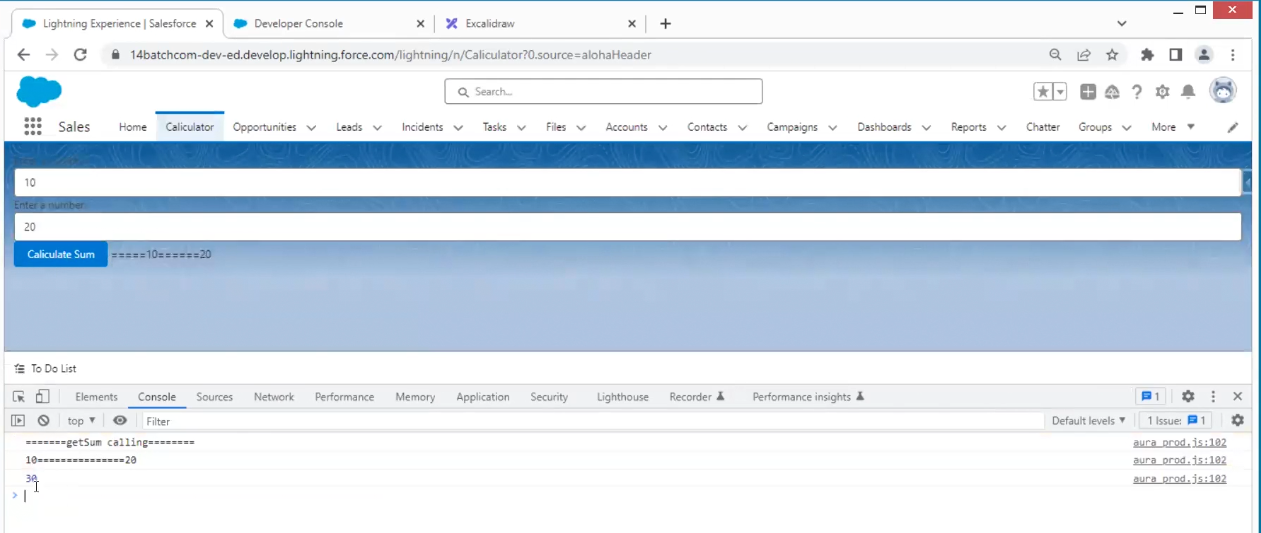 Lightning Experience | Salesforce
Developer Console
Excalidraw
14batchcom-dev-ed.develop.lightning.force.com/lightning/n/Caliculator?0.source=alohaHeader
Search...
Sales Home Calculator Opportunities Leads Incidents Tasks Files Accounts Contacts Campaigns Dashboards Reports Chatter Groups More
10
Enter a number
20
Caliculate Sum =====10======20
To Do List
Elements Console Sources Network Performance Memory Application Security Lighthouse Recorder Performance insights 1
top Filter Default levels 1 Issue: 1
=======getSum calling======== aura_prod.js:102
10===============20 aura_prod.js:102
30 aura_prod.js:102